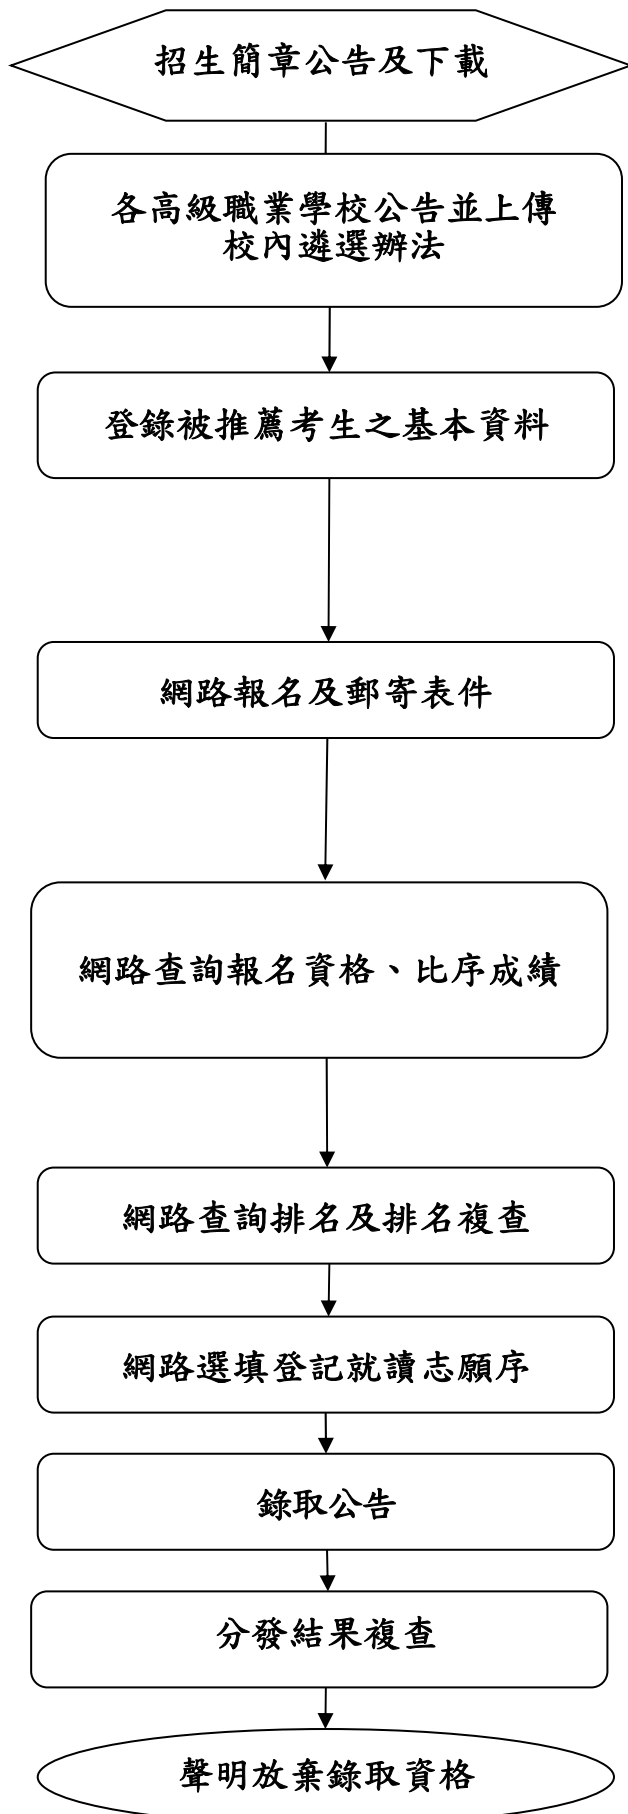 招生簡章公告及下載
各高級職業學校公告並上傳
校內遴選辦法
登錄被推薦考生之基本資料
網路報名及郵寄表件
網路查詢報名資格、比序成績
網路查詢排名及排名複查
網路選填登記就讀志願序
錄取公告
分發結果複查
聲明放棄錄取資格